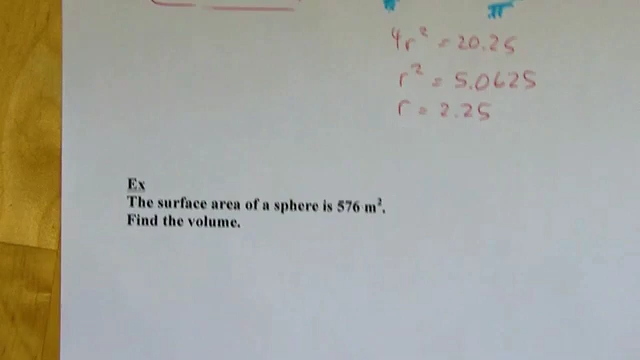 π
4r² = 20.25
r² = 5.0625
r = 2.25
Ex
The surface area of a sphere is 576 m².
Find the volume.